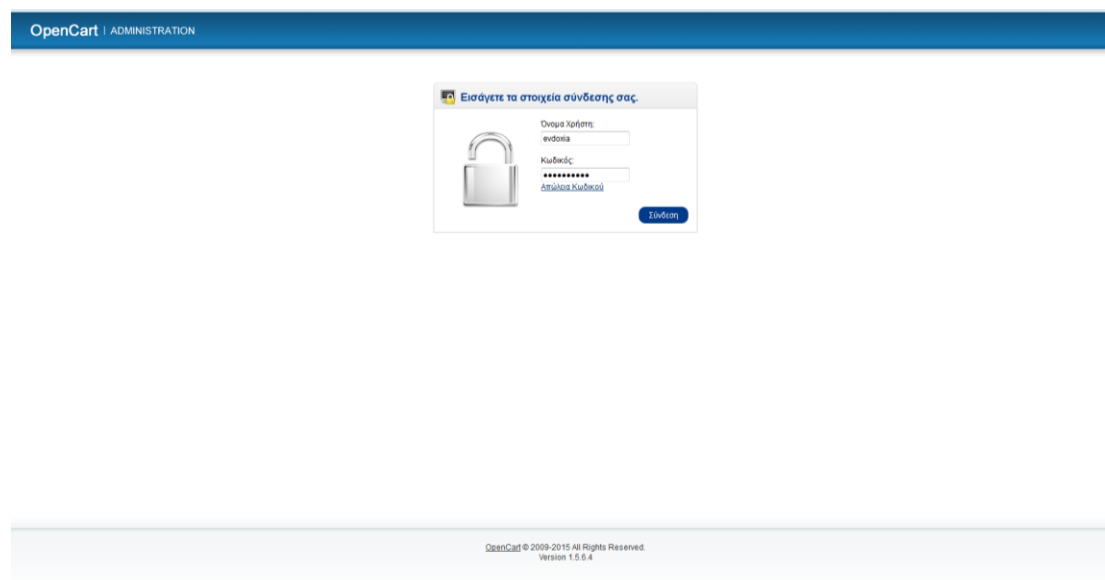 OpenCart | ADMINISTRATION
Εισάγετε τα στοιχεία σύνδεσης σας.
Όνομα Χρήστη:
evdoxia
Κωδικός:
••••••••••
Απώλεια Κωδικού
Σύνδεση
OpenCart © 2009-2015 All Rights Reserved.
Version 1.5.6.4